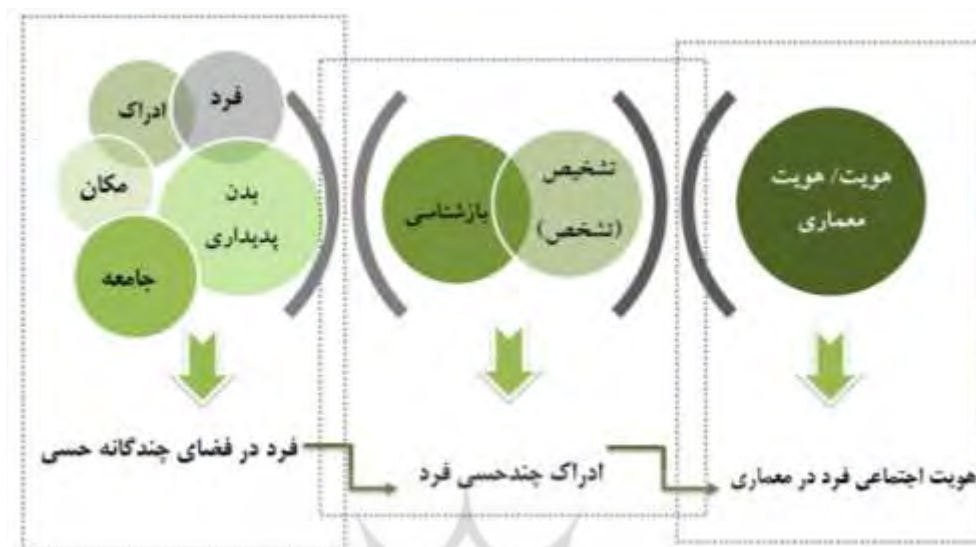 هویت/ هویت
معماری
تشخیص
(تشخص)
بازشناسی
فرد
ادراک
مکان
بدن
پدیداری
جامعه
هویت اجتماعی فرد در معماری
ادراک چندحسی فرد
فرد در فضای چندگانه حسی